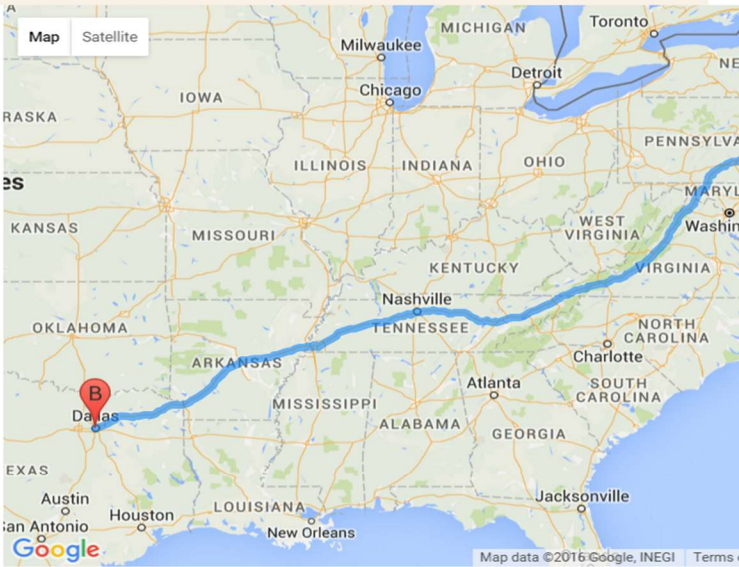 Map
Satellite
MICHIGAN
Toronto
Milwaukee
Detroit
NE
Chicago
IOWA
RASKA
PENNSYLVA
ILLINOIS
INDIANA
OHIO
es
MARYL
WEST
VIRGINIA
Washin
KANSAS
MISSOURI
KENTUCKY
VIRGINIA
Nashville
OKLAHOMA
TENNESSEE
NORTH
CAROLINA
Charlotte
ARKANSAS
Atlanta
B
SOUTH
CAROLINA
MISSISSIPPI
Dallas
ALABAMA
GEORGIA
EXAS
Austin
Jacksonville
Houston
LOUISIANA
San Antonio
New Orleans
Google
Map data ©2016 Google, INEGI
Terms